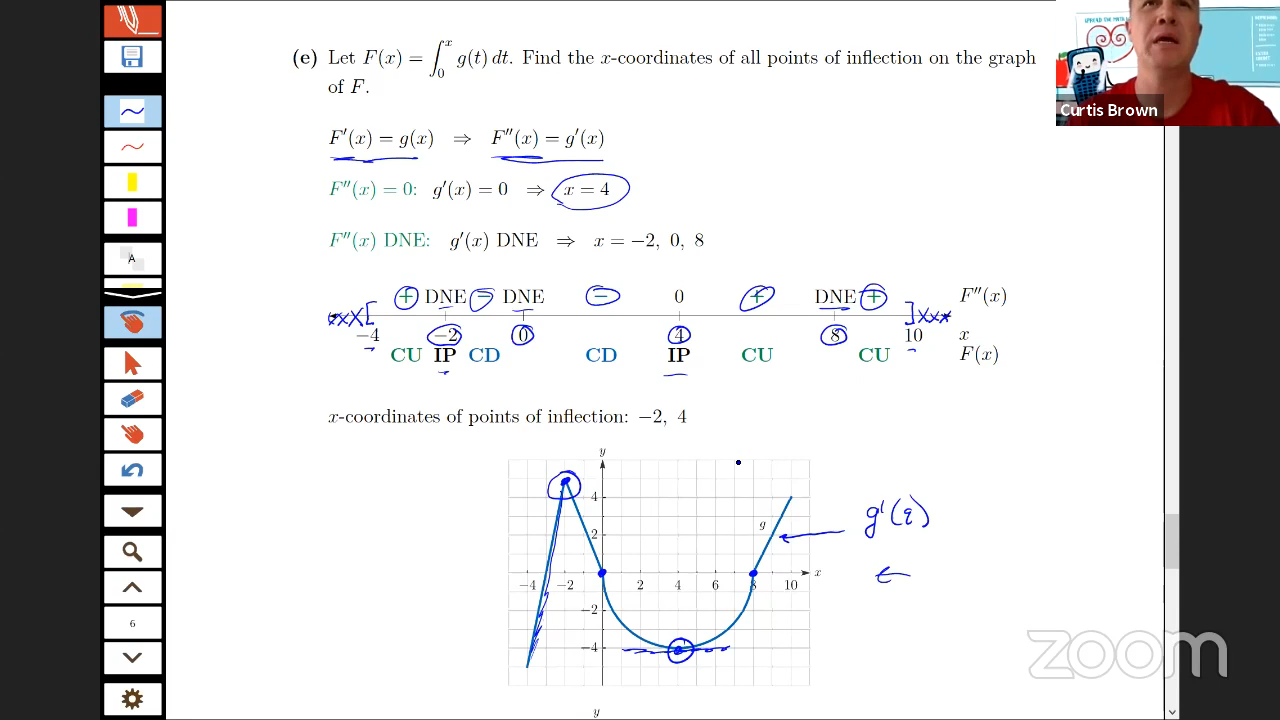 (e) Let F(x) = ∫₀ˣ g(t) dt. Find the x-coordinates of all points of inflection on the graph
of F.
F′(x) = g(x) ⇒ F″(x) = g′(x)
F″(x) = 0: g′(x) = 0 ⇒ x = 4
F″(x) DNE: g′(x) DNE ⇒ x = −2, 0, 8
+ DNE − DNE − 0 + DNE + F″(x)
xxx[ ]xxx
−4 −2 0 4 8 10 x
CU IP CD CD IP CU CU F(x)
x-coordinates of points of inflection: −2, 4
y
4
g
2
−4 −2 2 4 6 8 10 x
−2
−4
y
g′(
Curtis Brown
A
6
zoom